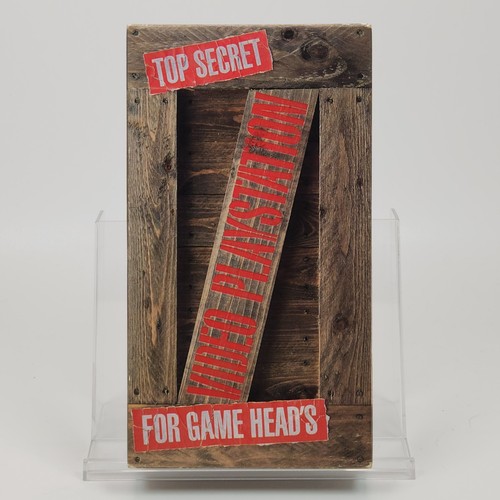 TOP SECRET
VIDEO PLAYSTATION
FOR GAME HEAD'S